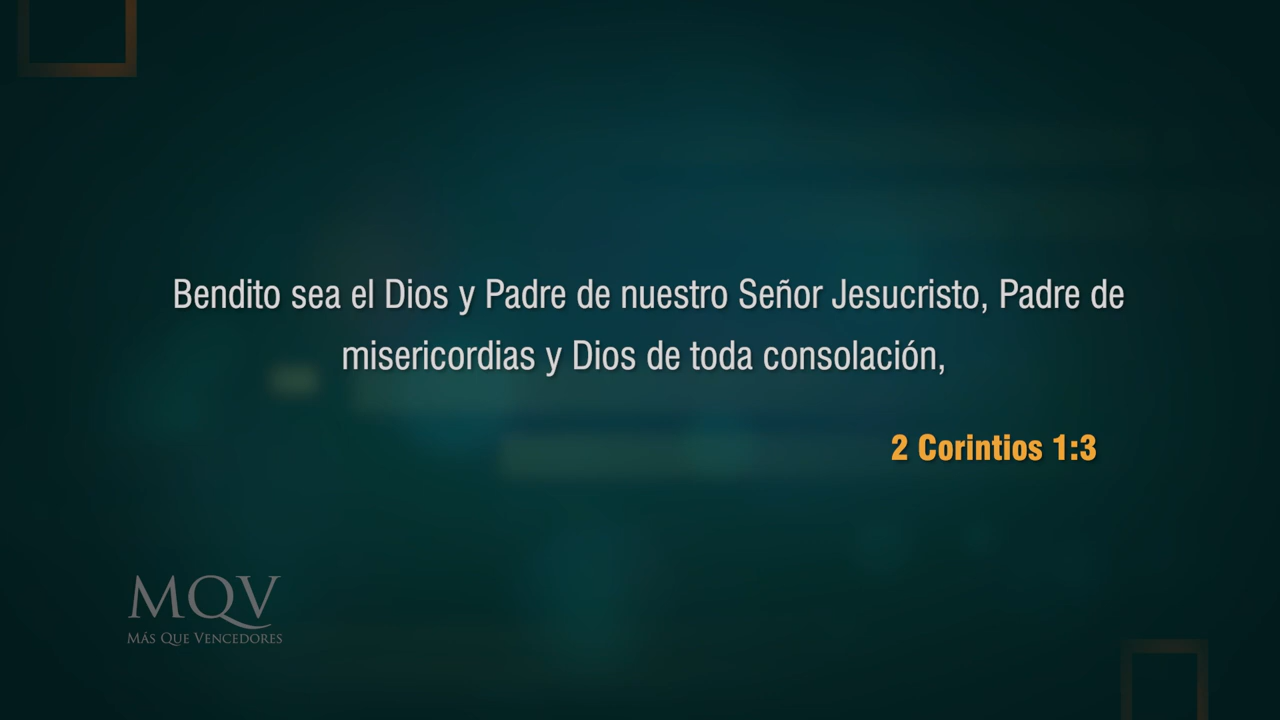 Bendito sea el Dios y Padre de nuestro Señor Jesucristo, Padre de
misericordias y Dios de toda consolación,
2 Corintios 1:3
MQV
Más Que Vencedores